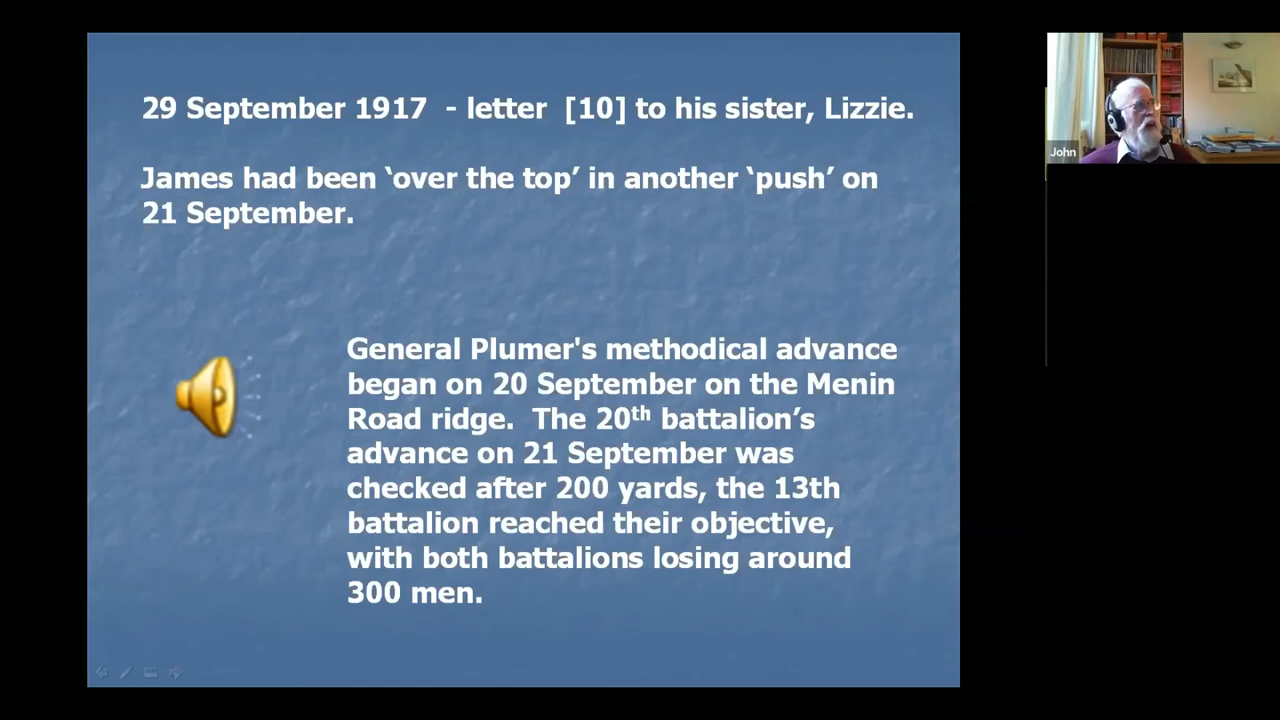 29 September 1917  - letter  [10] to his sister, Lizzie.
James had been ‘over the top’ in another ‘push’ on
21 September.
General Plumer's methodical advance
began on 20 September on the Menin
Road ridge.  The 20th battalion’s
advance on 21 September was
checked after 200 yards, the 13th
battalion reached their objective,
with both battalions losing around
300 men.
John